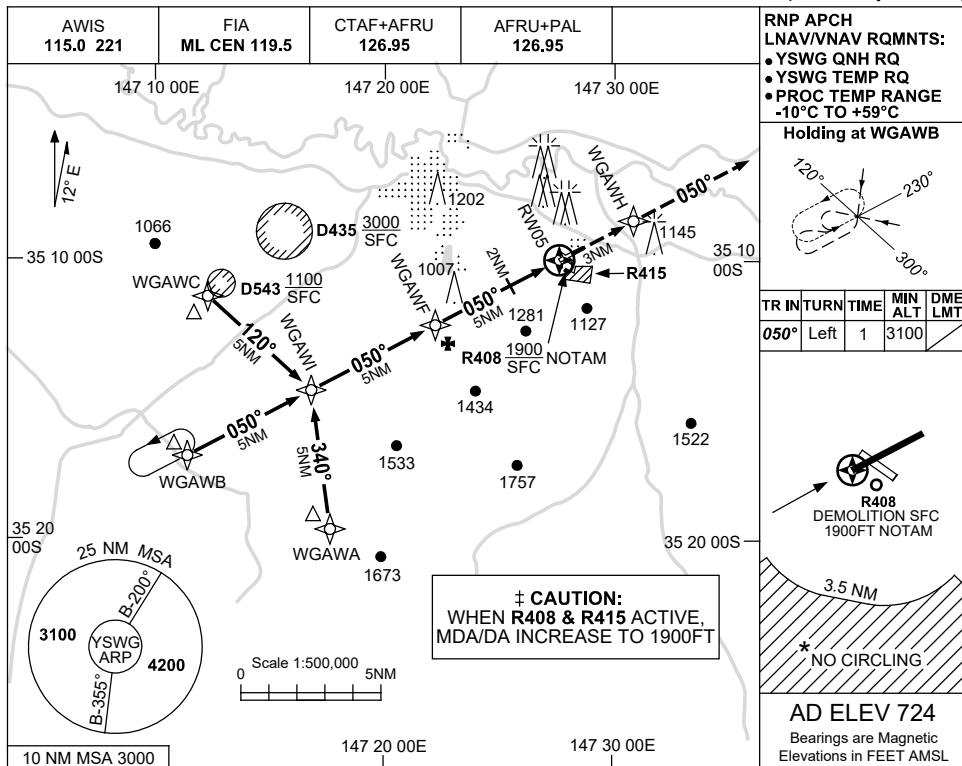 AWIS
115.0 221
FIA
ML CEN 119.5
CTAF+AFRU
126.95
AFRU+PAL
126.95
RNP APCH
LNAV/VNAV RQMNTS:
• YSWG QNH RQ
• YSWG TEMP RQ
• PROC TEMP RANGE
-10°C TO +59°C
147 10 00E
147 20 00E
147 30 00E
12° E
1202
WGAWH
050°
1066
D435 3000
SFC
RW05
1145
35 10 00S
3NM
35 10
00S
WGAWC
D543 1100
SFC
1007
2NM
R415
WGAWF
050°
5NM
1281
1127
120°
5NM
WGAWI
R408 1900
SFC
NOTAM
050°
5NM
1434
050°
5NM
340°
5NM
1533
1522
1757
WGAWB
WGAWA
35 20
00S
35 20 00S
1673
25 NM MSA
B-200°
3100
YSWG
ARP
4200
B-355°
Scale 1:500,000
0
5NM
‡ CAUTION:
WHEN R408 & R415 ACTIVE,
MDA/DA INCREASE TO 1900FT
10 NM MSA 3000
147 20 00E
147 30 00E
Holding at WGAWB
120°
230°
300°
TR IN
TURN
TIME
MIN
ALT
DME
LMT
050°
Left
1
3100
R408
DEMOLITION SFC
1900FT NOTAM
3.5 NM
* NO CIRCLING
AD ELEV 724
Bearings are Magnetic
Elevations in FEET AMSL